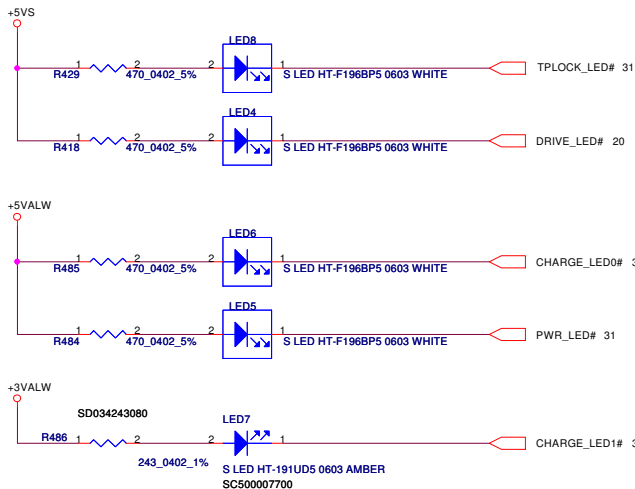 +5VS
LED8
1 2 2 1
R429 470_0402_5% S LED HT-F196BP5 0603 WHITE TPLOCK_LED# 31
LED4
1 2 2 1
R418 470_0402_5% S LED HT-F196BP5 0603 WHITE DRIVE_LED# 20
+5VALW
LED6
1 2 2 1
R485 470_0402_5% S LED HT-F196BP5 0603 WHITE CHARGE_LED0#
LED5
1 2 2 1
R484 470_0402_5% S LED HT-F196BP5 0603 WHITE PWR_LED# 31
+3VALW
SD034243080
LED7
R486 1 2 2 1 CHARGE_LED1#
243_0402_1% S LED HT-191UD5 0603 AMBER
SC500007700